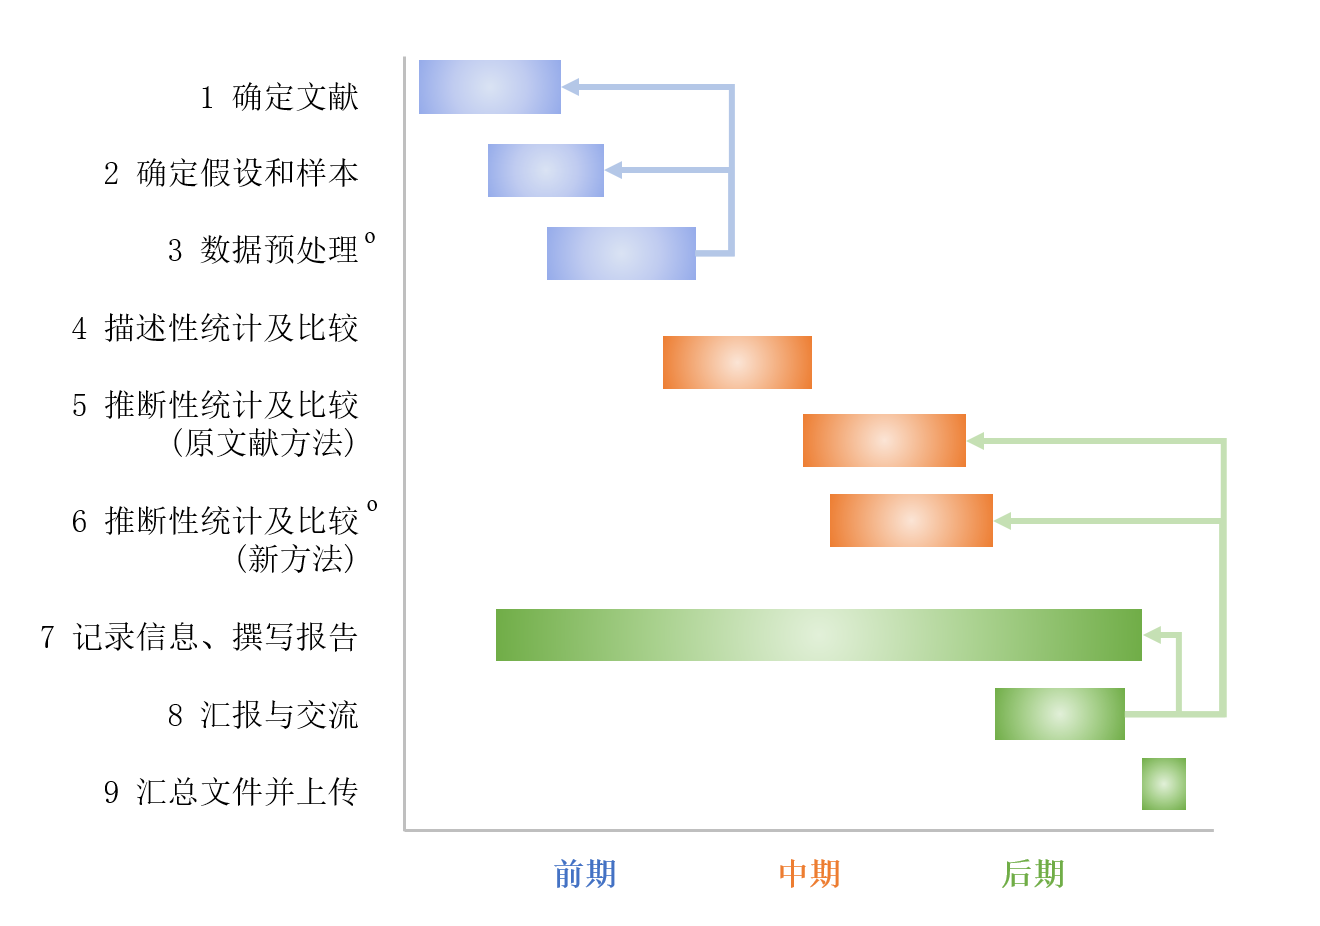 1 确定文献
2 确定假设和样本
3 数据预处理º
4 描述性统计及比较
5 推断性统计及比较
(原文献方法)
6 推断性统计及比较º
(新方法)
7 记录信息、撰写报告
8 汇报与交流
9 汇总文件并上传
前期 中期 后期